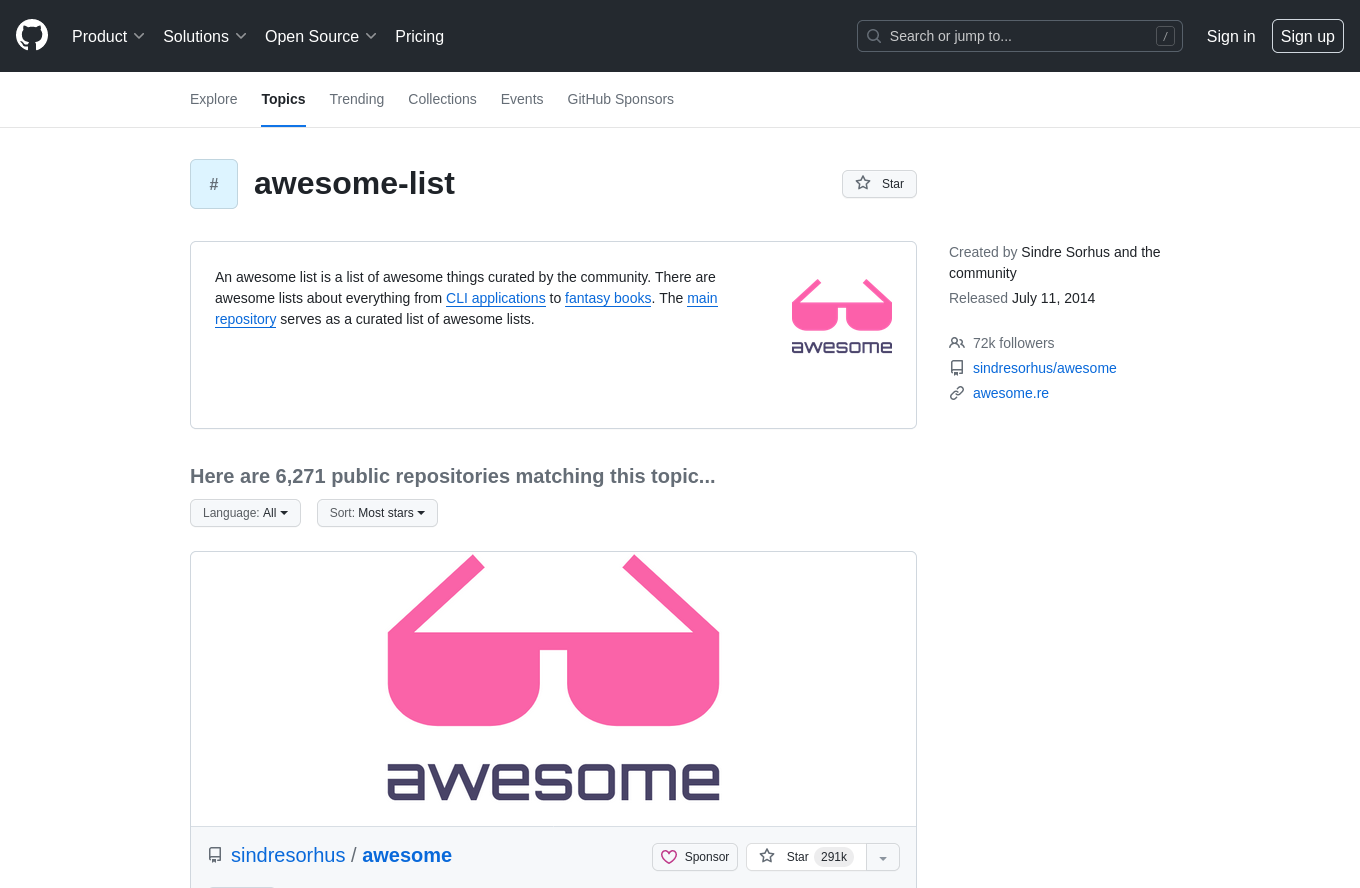 Product Solutions Open Source Pricing Search or jump to... / Sign in Sign up
Explore Topics Trending Collections Events GitHub Sponsors
# awesome-list Star
An awesome list is a list of awesome things curated by the community. There are
awesome lists about everything from CLI applications to fantasy books. The main
repository serves as a curated list of awesome lists.
awesome
Created by Sindre Sorhus and the
community
Released July 11, 2014
72k followers
sindresorhus/awesome
awesome.re
Here are 6,271 public repositories matching this topic...
Language: All Sort: Most stars
awesome
sindresorhus / awesome Sponsor Star 291k